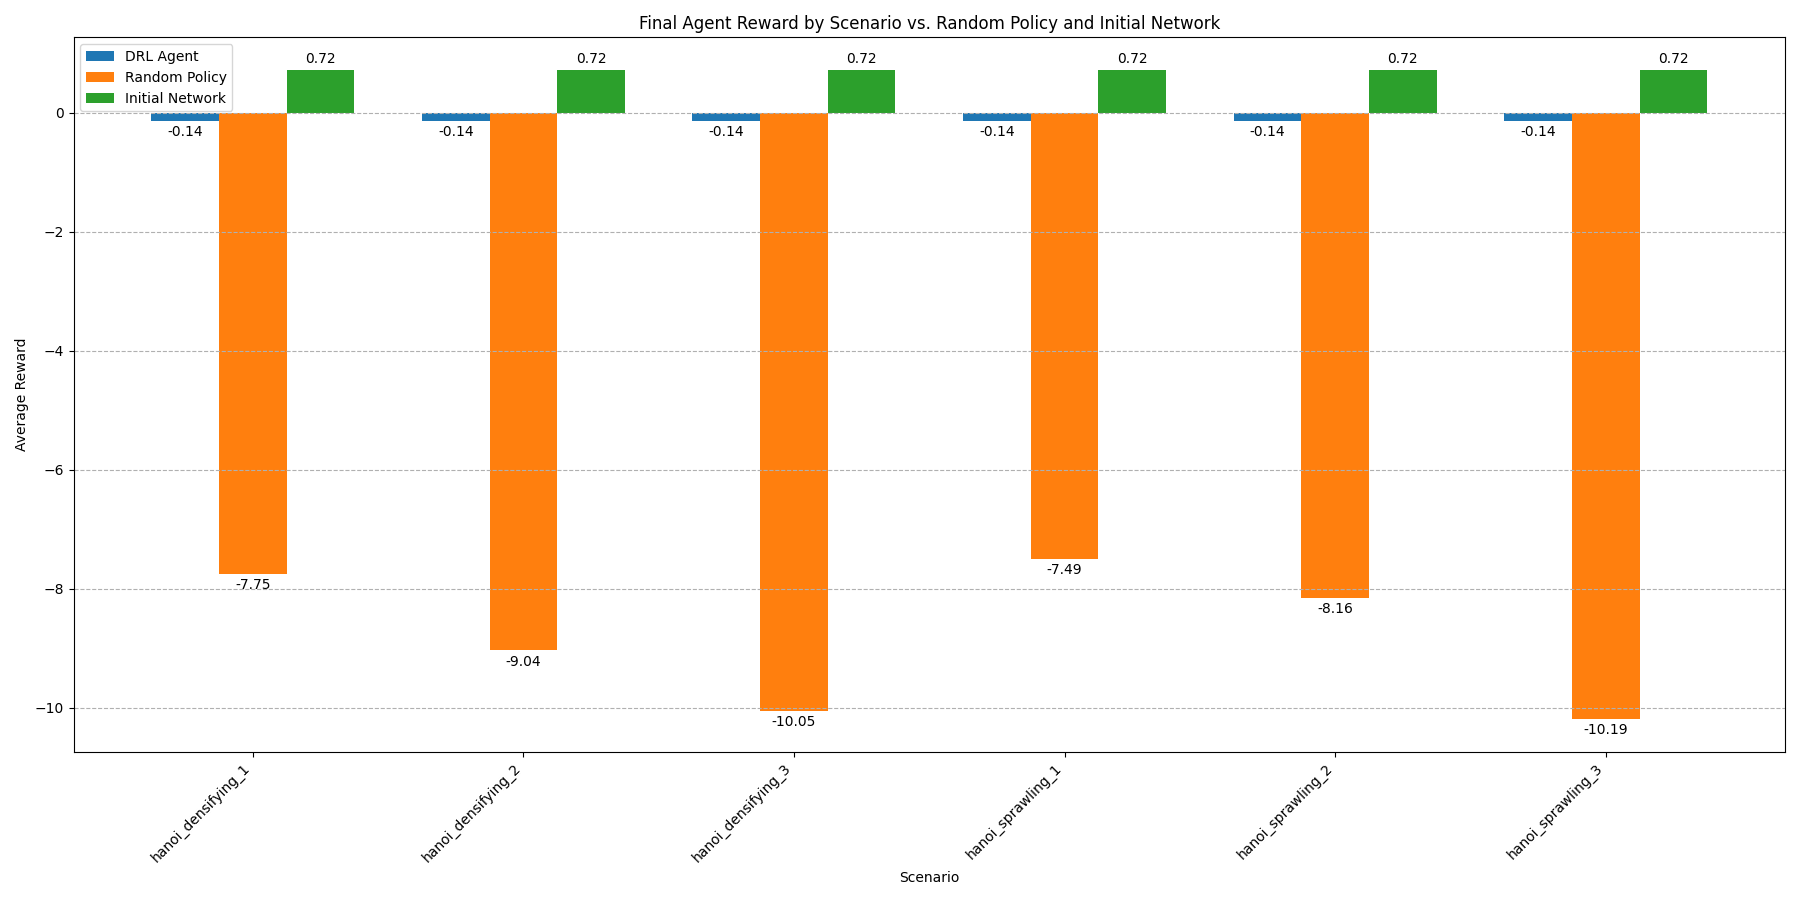 Final Agent Reward by Scenario vs. Random Policy and Initial Network
DRL Agent
Random Policy
Initial Network
0.72
0.72
0.72
0.72
0.72
0.72
0
−2
−4
−6
−8
−10
Average Reward
-0.14
-0.14
-0.14
-0.14
-0.14
-0.14
-7.75
-9.04
-10.05
-7.49
-8.16
-10.19
hanoi_densifying_1
hanoi_densifying_2
hanoi_densifying_3
hanoi_sprawling_1
hanoi_sprawling_2
hanoi_sprawling_3
Scenario